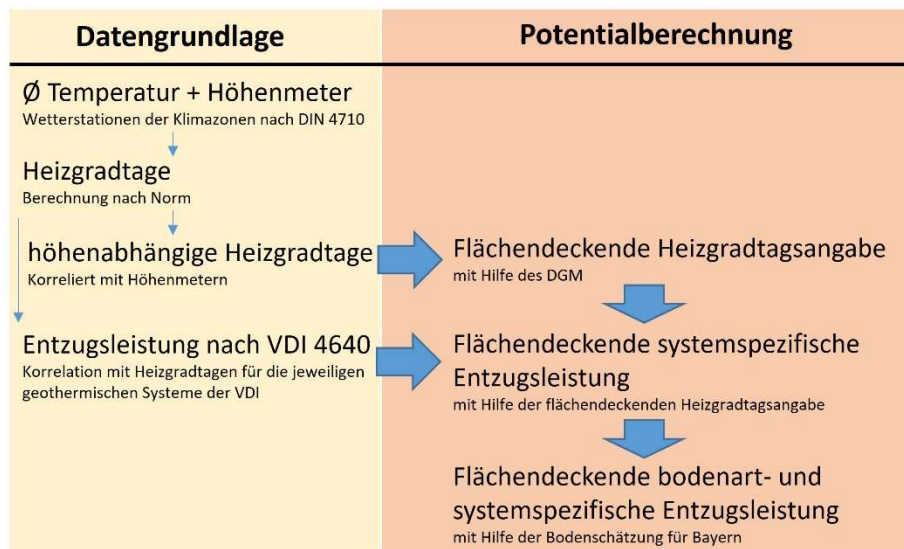 Datengrundlage
Ø Temperatur + Höhenmeter
Wetterstationen der Klimazonen nach DIN 4710
Heizgradtage
Berechnung nach Norm
höhenabhängige Heizgradtage
Korreliert mit Höhenmetern
Entzugsleistung nach VDI 4640
Korrelation mit Heizgradtagen für die jeweiligen
geothermischen Systeme der VDI
Potentialberechnung
Flächendeckende Heizgradtagsangabe
mit Hilfe des DGM
Flächendeckende systemspezifische
Entzugsleistung
mit Hilfe der flächendeckenden Heizgradtagsangabe
Flächendeckende bodenart- und
systemspezifische Entzugsleistung
mit Hilfe der Bodenschätzung für Bayern